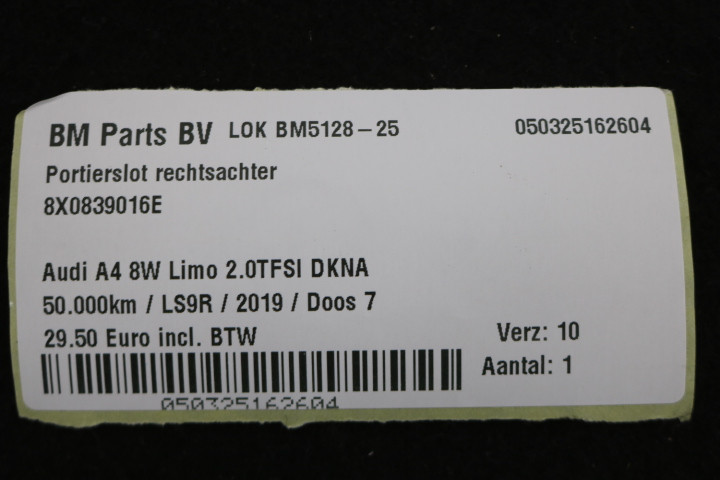 BM Parts BV LOK BM5128-25 050325162604
Portierslot rechtsachter
8X0839016E
Audi A4 8W Limo 2.0TFSI DKNA
50.000km / LS9R / 2019 / Doos 7
29.50 Euro incl. BTW
Verz: 10
Aantal: 1
050325162604